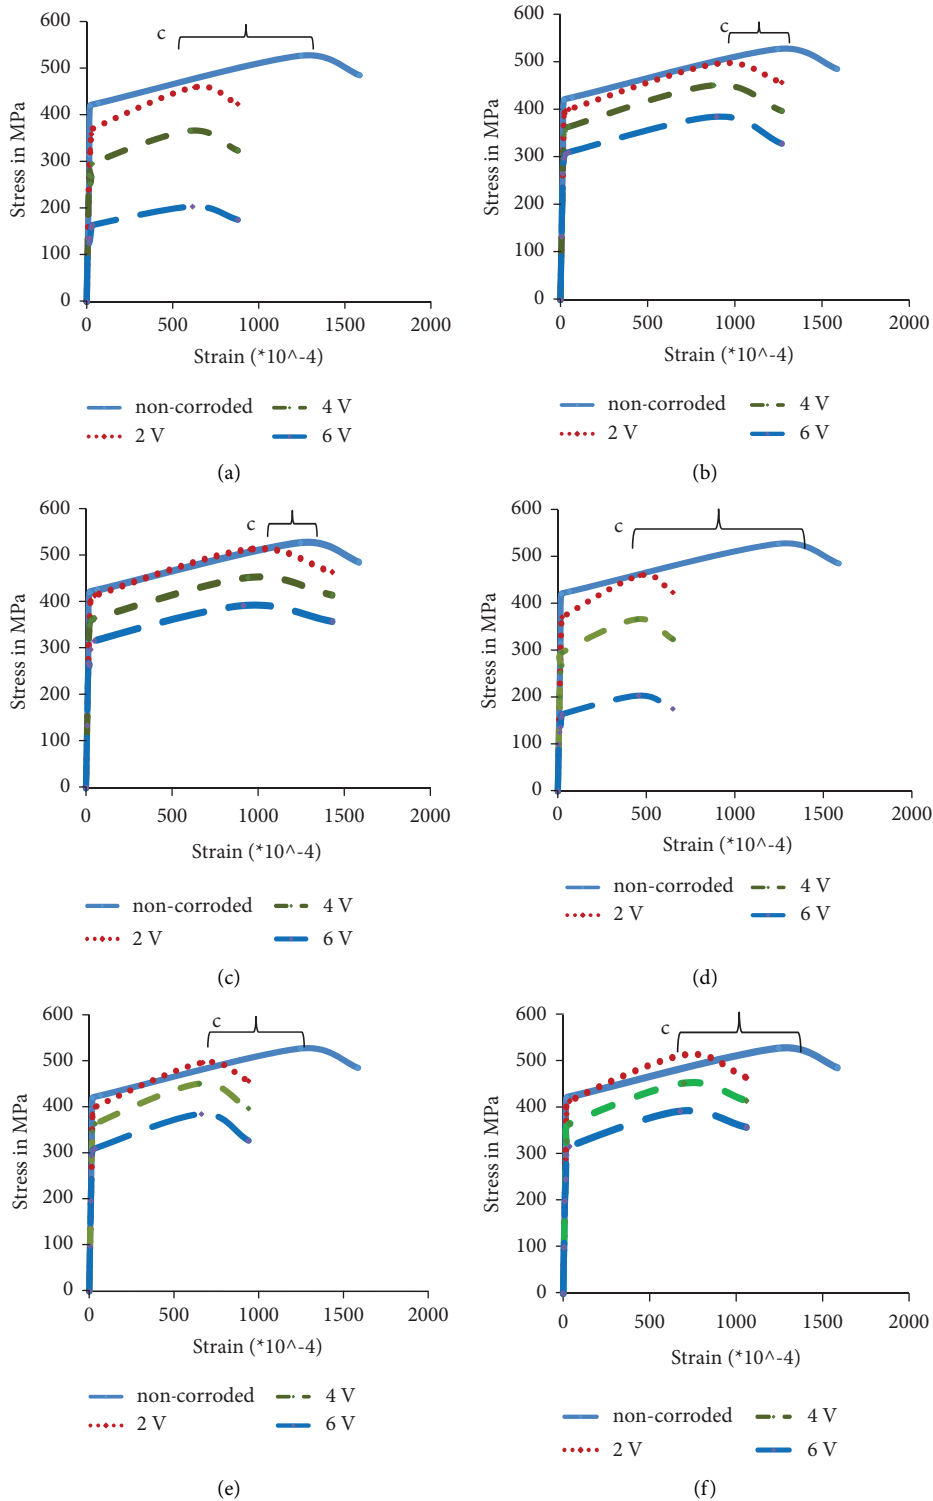 600
500
400
300
200
100
0
Stress in MPa
c
0 500 1000 1500 2000
Strain (*10^-4)
non-corroded 4 V
2 V 6 V
(a)
600
500
400
300
200
100
0
Stress in MPa
c
0 500 1000 1500 2000
Strain (*10^-4)
non-corroded 4 V
2 V 6 V
(b)
600
500
400
300
200
100
0
Stress in MPa
c
0 500 1000 1500 2000
Strain (*10^-4)
non-corroded 4 V
2 V 6 V
(c)
600
500
400
300
200
100
0
Stress in MPa
c
0 500 1000 1500 2000
Strain (*10^-4)
non-corroded 4 V
2 V 6 V
(d)
600
500
400
300
200
100
0
Stress in MPa
c
0 500 1000 1500 2000
Strain (*10^-4)
non-corroded 4 V
2 V 6 V
(e)
600
500
400
300
200
100
0
Stress in MPa
c
0 500 1000 1500 2000
Strain (*10^-4)
non-corroded 4 V
2 V 6 V
(f)